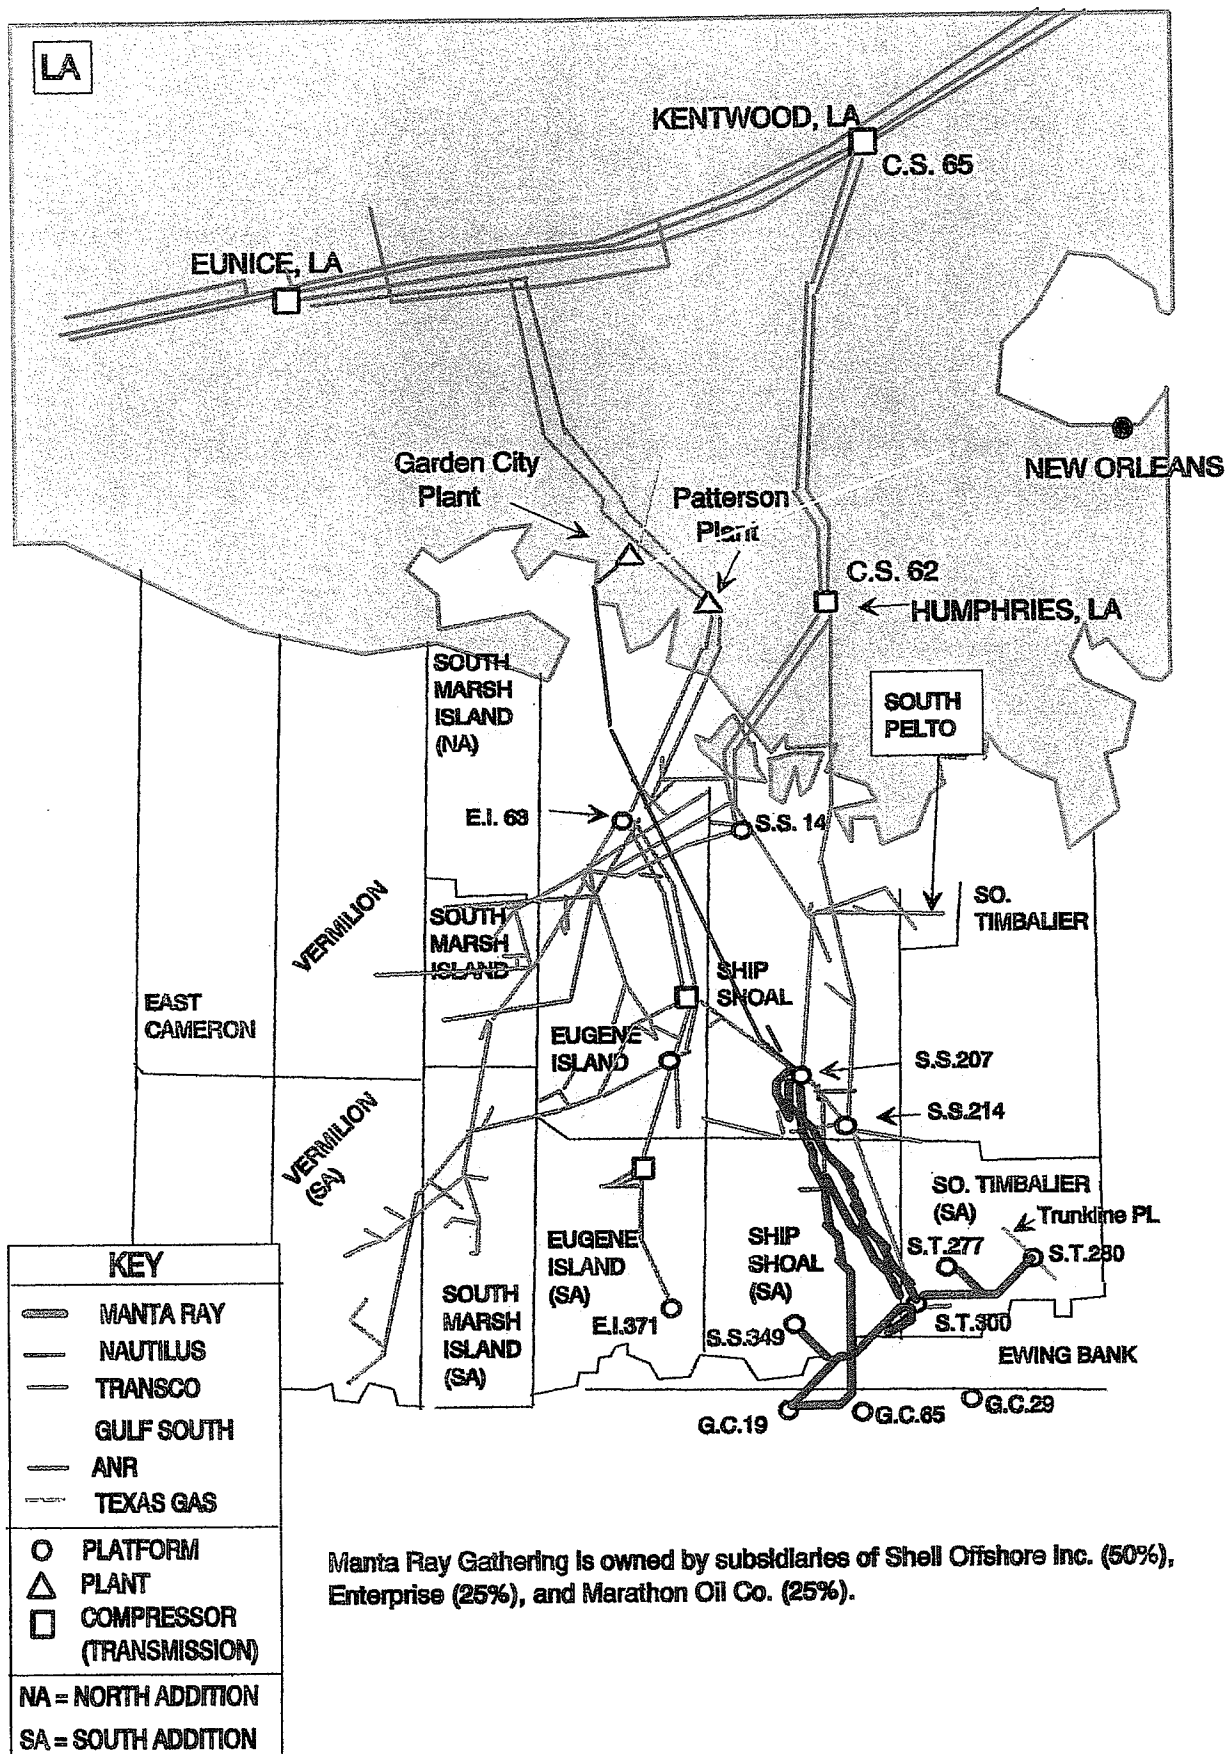 LA
KENTWOOD, LA
C.S. 65
EUNICE, LA
NEW ORLEANS
Garden City
Plant
Patterson
Plant
C.S. 62
HUMPHRIES, LA
SOUTH
MARSH
ISLAND
(NA)
SOUTH
PELTO
E.I. 63
S.S. 14
VERMILION
SOUTH
MARSH
ISLAND
SO.
TIMBALIER
SHIP
SHOAL
EAST
CAMERON
EUGENE
ISLAND
S.S.207
S.S.214
VERMILION
(SA)
SO. TIMBALIER
(SA)
Trunkline PL
S.T.277
S.T.280
EUGENE
ISLAND
(SA)
SHIP
SHOAL
(SA)
SOUTH
MARSH
ISLAND
(SA)
E.I.371
S.S.349
S.T.300
EWING BANK
G.C.19
G.C.65
G.C.29
KEY
MANTA RAY
NAUTILUS
TRANSCO
GULF SOUTH
ANR
TEXAS GAS
PLATFORM
PLANT
COMPRESSOR
(TRANSMISSION)
NA = NORTH ADDITION
SA = SOUTH ADDITION
Manta Ray Gathering is owned by subsidiaries of Shell Offshore Inc. (50%),
Enterprise (25%), and Marathon Oil Co. (25%).